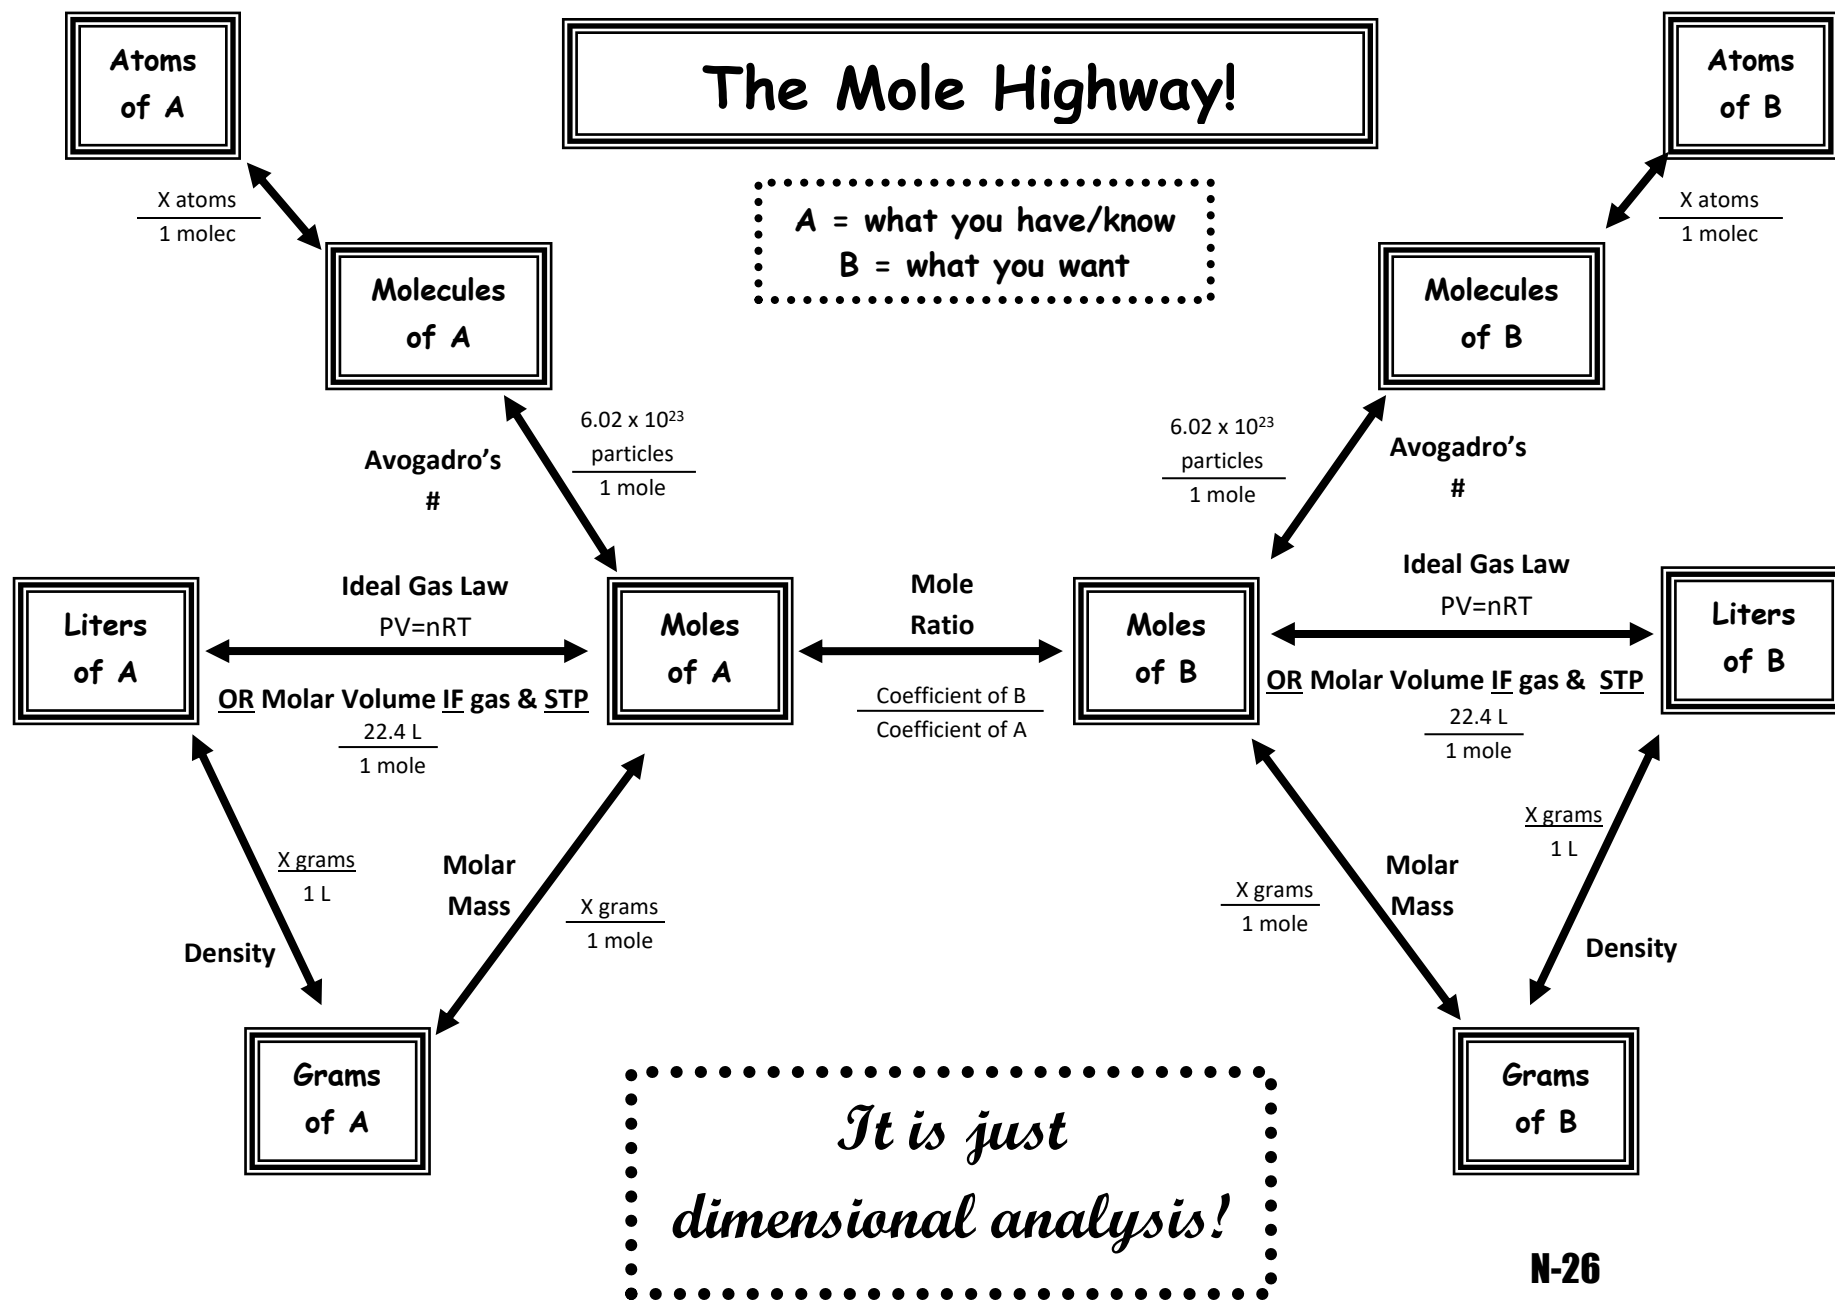 Atoms
of A
The Mole Highway!
Atoms
of B
X atoms
1 molec
A = what you have/know
B = what you want
X atoms
1 molec
Molecules
of A
Molecules
of B
6.02 x 10²³
particles
1 mole
Avogadro’s
#
6.02 x 10²³
particles
1 mole
Avogadro’s
#
Liters
of A
Ideal Gas Law
PV=nRT
OR Molar Volume IF gas & STP
22.4 L
1 mole
Moles
of A
Mole
Ratio
Coefficient of B
Coefficient of A
Moles
of B
Ideal Gas Law
PV=nRT
OR Molar Volume IF gas & STP
22.4 L
1 mole
Liters
of B
X grams
1 L
Density
Molar
Mass
X grams
1 mole
X grams
1 mole
Molar
Mass
X grams
1 L
Density
Grams
of A
Grams
of B
It is just
dimensional analysis!
N-26